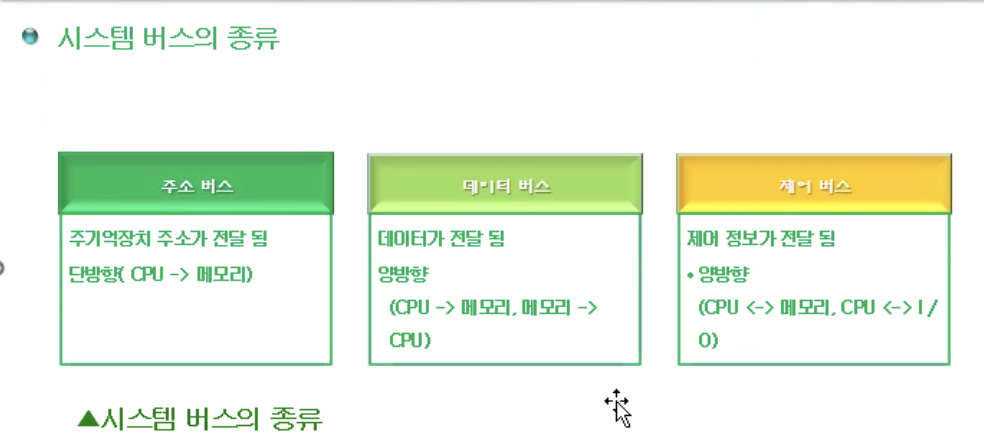 시스템 버스의 종류
주소 버스
주기억장치 주소가 전달 됨
단방향( CPU -> 메모리)
데이터 버스
데이터가 전달 됨
양방향
(CPU -> 메모리, 메모리 ->
CPU)
제어 버스
제어 정보가 전달 됨
• 양방향
(CPU <-> 메모리, CPU <-> I /
O)
▲시스템 버스의 종류